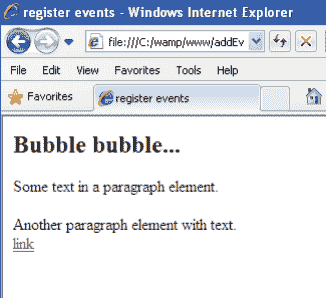 register events - Windows Internet Explorer
file:///C:/wamp/www/addEv
File Edit View Favorites Tools Help
Favorites register events
Bubble bubble...
Some text in a paragraph element.
Another paragraph element with text.
link